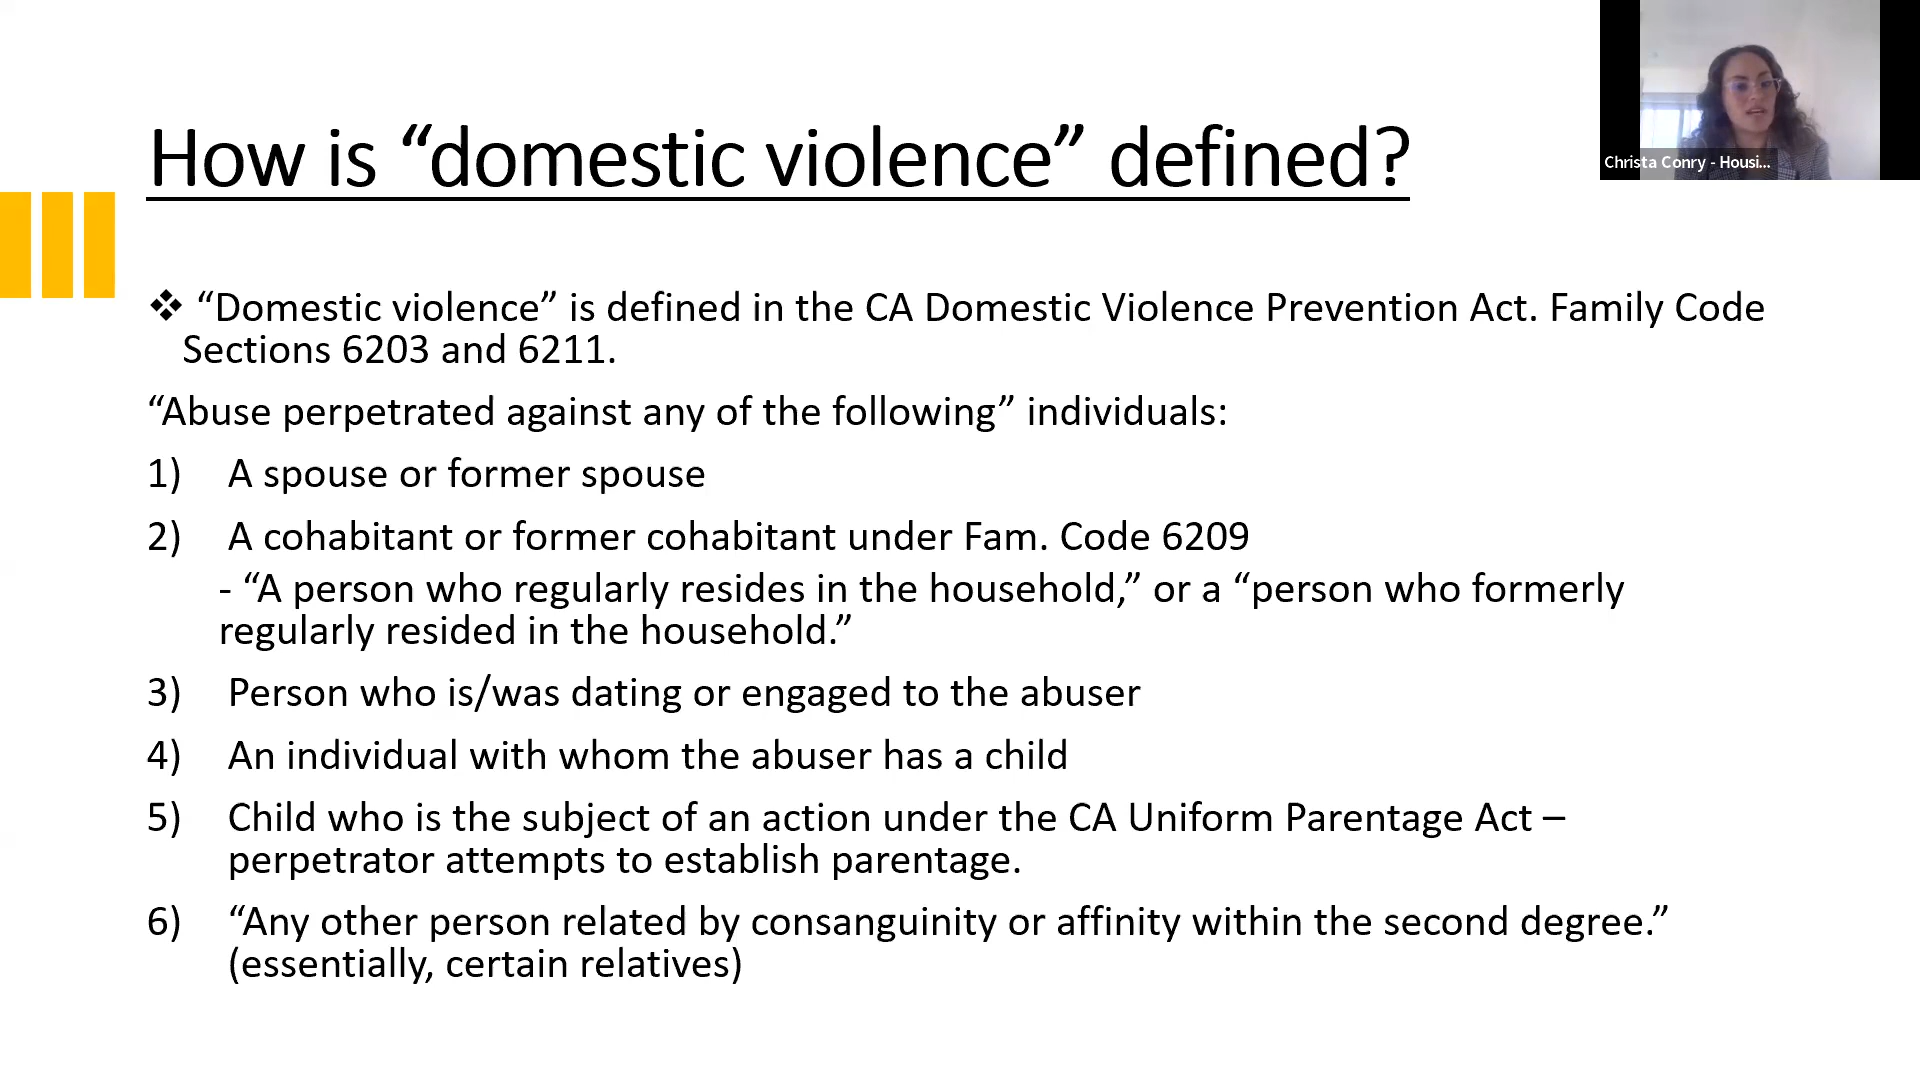 Christa Conry - Housi...
How is “domestic violence” defined?
❖ “Domestic violence” is defined in the CA Domestic Violence Prevention Act. Family Code
Sections 6203 and 6211.
“Abuse perpetrated against any of the following” individuals:
1) A spouse or former spouse
2) A cohabitant or former cohabitant under Fam. Code 6209
- “A person who regularly resides in the household,” or a “person who formerly
regularly resided in the household.”
3) Person who is/was dating or engaged to the abuser
4) An individual with whom the abuser has a child
5) Child who is the subject of an action under the CA Uniform Parentage Act –
perpetrator attempts to establish parentage.
6) “Any other person related by consanguinity or affinity within the second degree.”
(essentially, certain relatives)